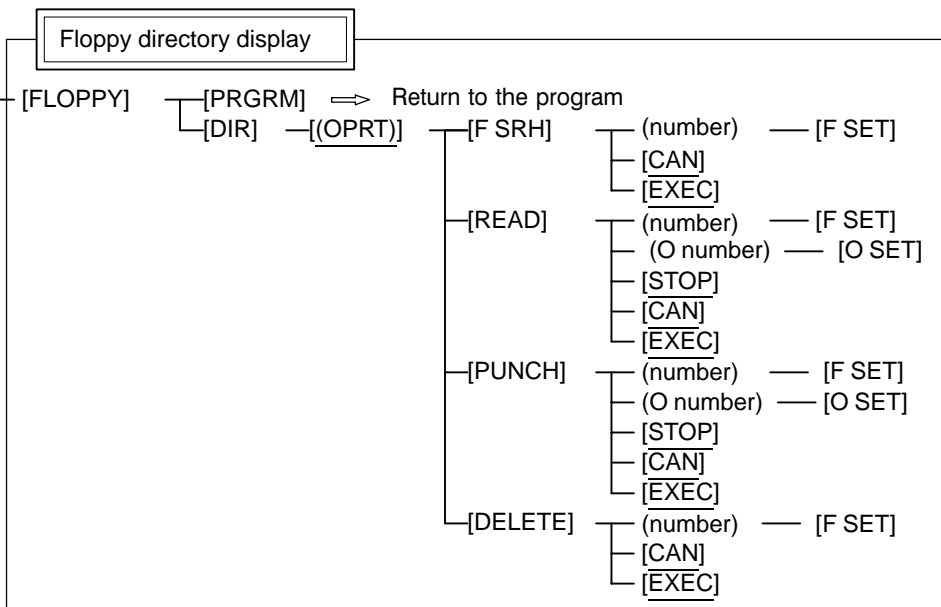 Floppy directory display
[FLOPPY] [PRGRM] Return to the program
[DIR] [(OPRT)] [F SRH] (number) [F SET]
[CAN]
[EXEC]
[READ] (number) [F SET]
(O number) [O SET]
[STOP]
[CAN]
[EXEC]
[PUNCH] (number) [F SET]
(O number) [O SET]
[STOP]
[CAN]
[EXEC]
[DELETE] (number) [F SET]
[CAN]
[EXEC]